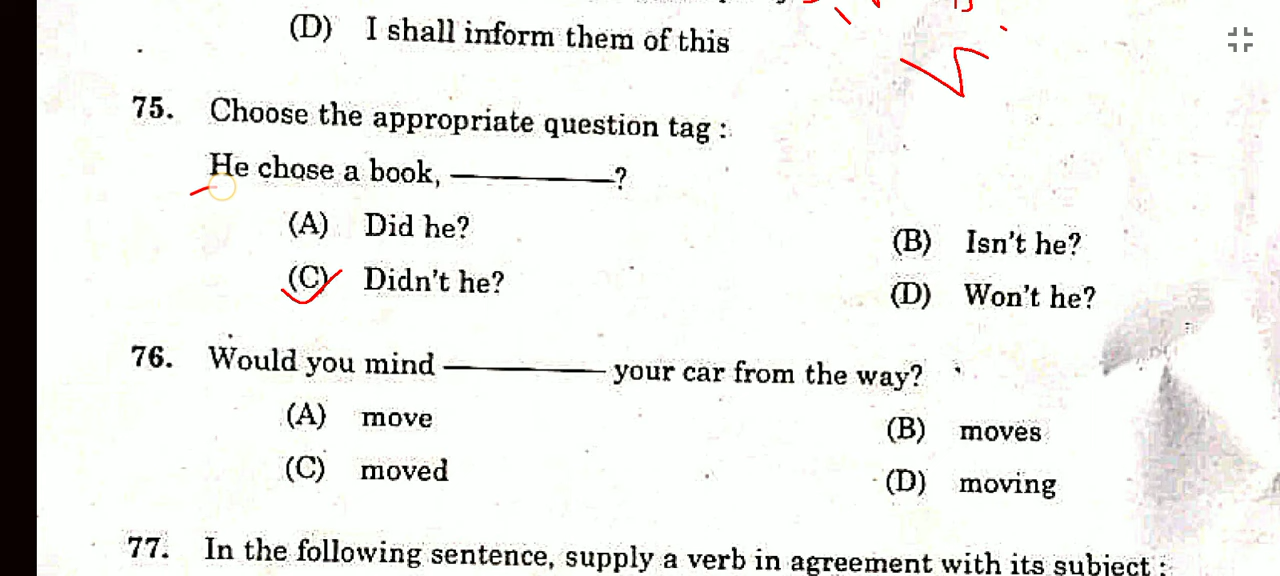 (D) I shall inform them of this
75. Choose the appropriate question tag :
He chose a book, ——————?
(A) Did he?
(B) Isn't he?
(C) Didn't he?
(D) Won't he?
76. Would you mind —————— your car from the way?
(A) move
(B) moves
(C) moved
(D) moving
77. In the following sentence, supply a verb in agreement with its subject :